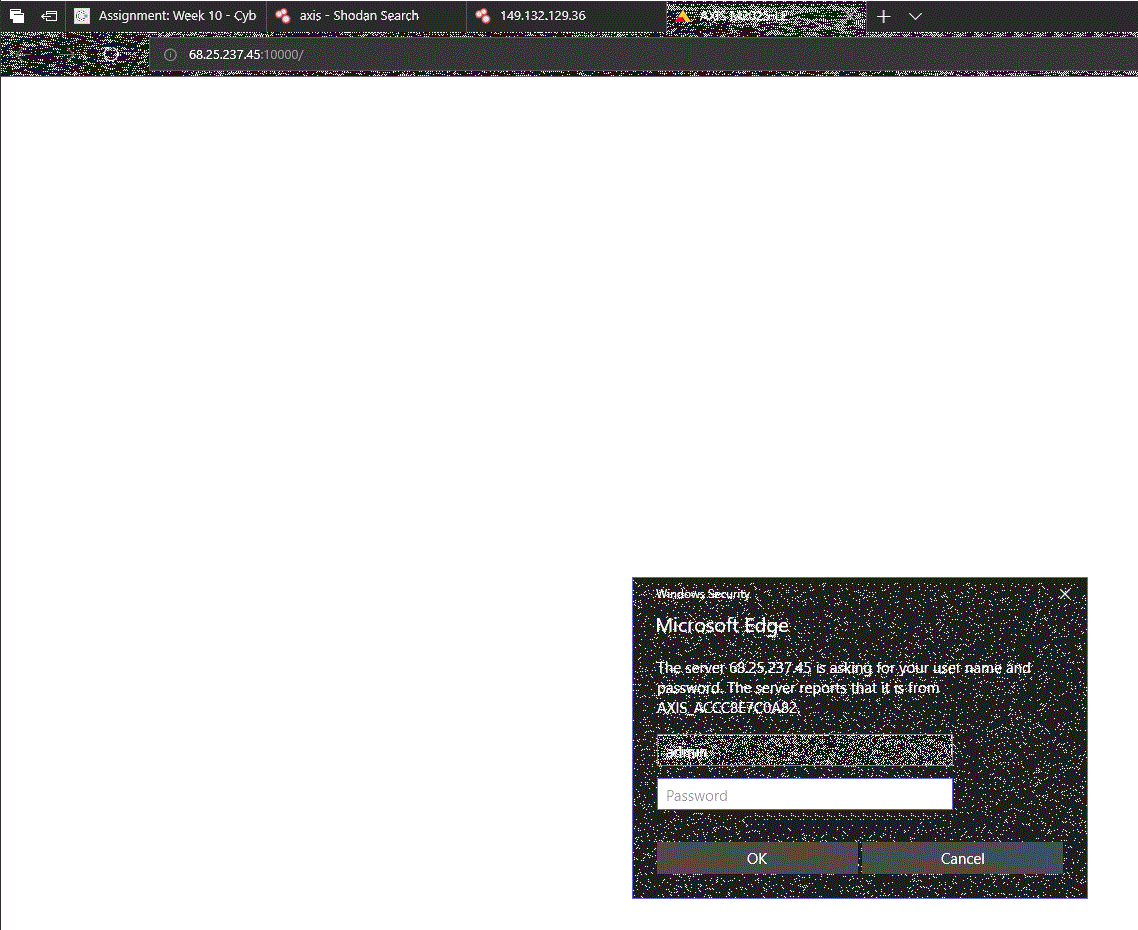 Assignment: Week 10 - Cyb
axis - Shodan Search
149.132.129.36
AXIS
68.25.237.45:10000/
Windows Security
Microsoft Edge
The server 68.25.237.45 is asking for your user name and
password. The server reports that it is from
AXIS_ACCC8E7C0A82.
admin
Password
OK
Cancel